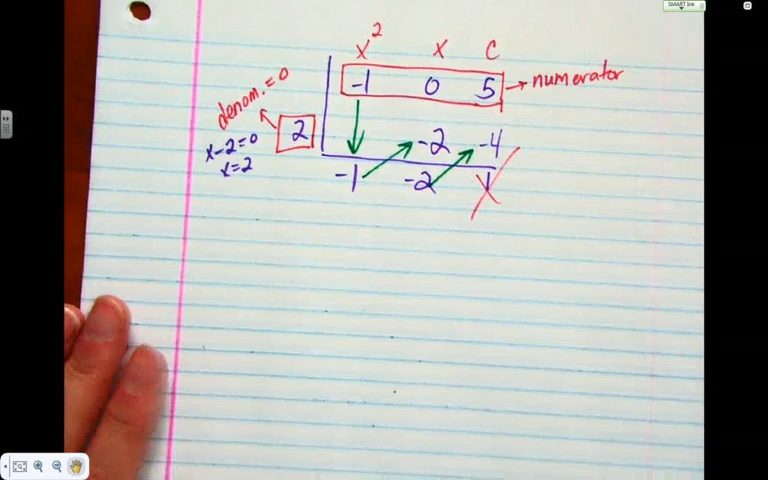 SMART Ink
x² x c
-1 0 5 → numerator
denom. = 0
2 -2 -4
x-2=0
x=2
-1 -2 1